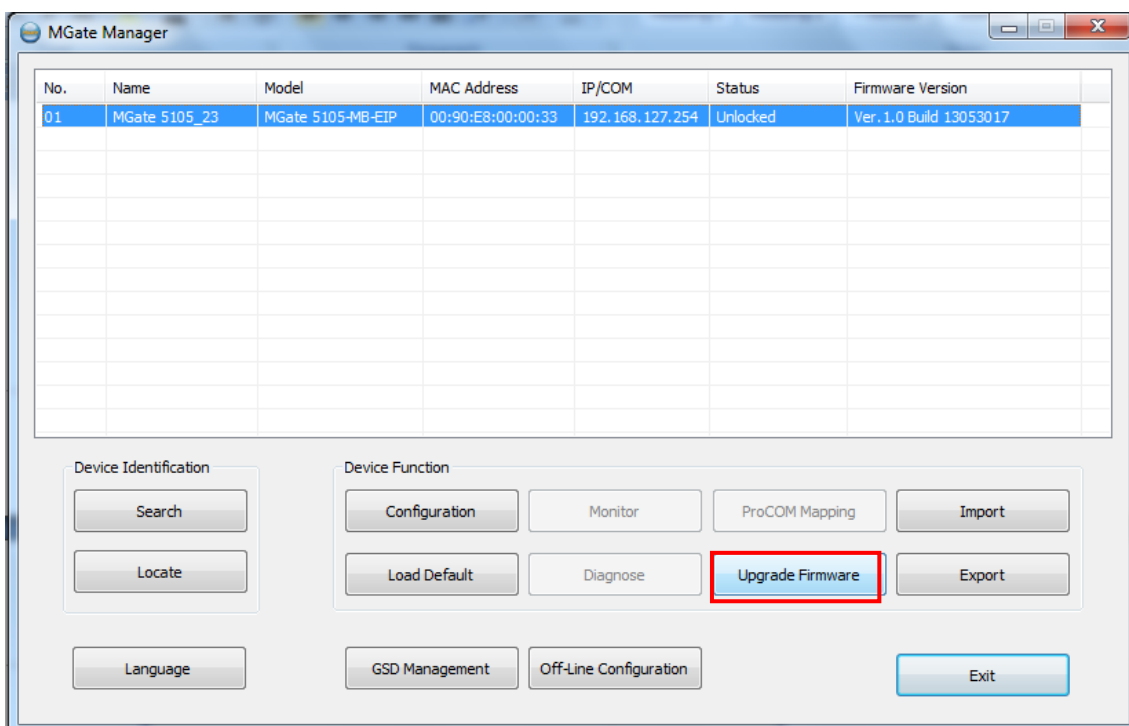 MGate Manager
No. Name Model MAC Address IP/COM Status Firmware Version
01 MGate 5105_23 MGate 5105-MB-EIP 00:90:E8:00:00:33 192.168.127.254 Unlocked Ver.1.0 Build 13053017
Device Identification Device Function
Search Configuration Monitor ProCOM Mapping Import
Locate Load Default Diagnose Upgrade Firmware Export
Language GSD Management Off-Line Configuration Exit